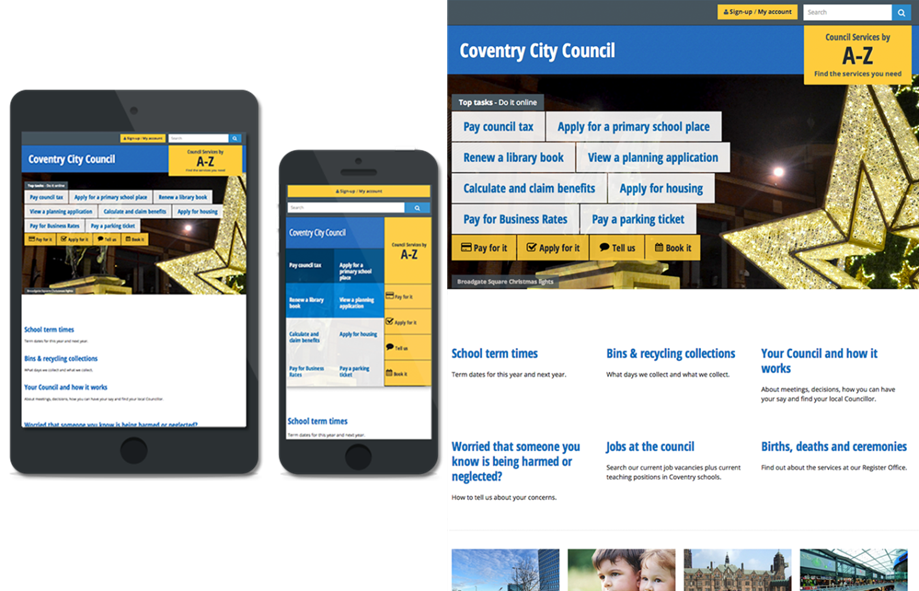 Sign-up / My account
Search
Coventry City Council
Council Services by
A-Z
Find the services you need
Top tasks - Do it online
Pay council tax
Apply for a primary school place
Renew a library book
View a planning application
Calculate and claim benefits
Apply for housing
Pay for Business Rates
Pay a parking ticket
Pay for it
Apply for it
Tell us
Book it
Broadgate Square Christmas lights
School term times
Term dates for this year and next year
Bins & recycling collections
What days we collect and what we collect.
Your Council and how it works
About meetings, decisions, how you can have your say and find your local Councillor.
Worried that someone you know is being harmed or neglected?
Sign-up / My account
Search
Coventry City Council
Council Services by
A-Z
Pay council tax
Apply for a
primary school
place
Renew a library
book
View a planning
application
Calculate and
claim benefits
Apply for housing
Pay for Business
Rates
Pay a parking
ticket
Pay for it
Apply for it
Tell us
Book it
School term times
Term dates for this year and next year.
Sign-up / My account
Search
Coventry City Council
Council Services by
A-Z
Find the services you need
Top tasks - Do it online
Pay council tax
Apply for a primary school place
Renew a library book
View a planning application
Calculate and claim benefits
Apply for housing
Pay for Business Rates
Pay a parking ticket
Pay for it
Apply for it
Tell us
Book it
Broadgate Square Christmas lights
School term times
Term dates for this year and next year.
Bins & recycling collections
What days we collect and what we collect.
Your Council and how it
works
About meetings, decisions, how you can have
your say and find your local Councillor.
Worried that someone you
know is being harmed or
neglected?
How to tell us about your concerns.
Jobs at the council
Search our current job vacancies plus current
teaching positions in Coventry schools.
Births, deaths and ceremonies
Find out about the services at our Register Office.